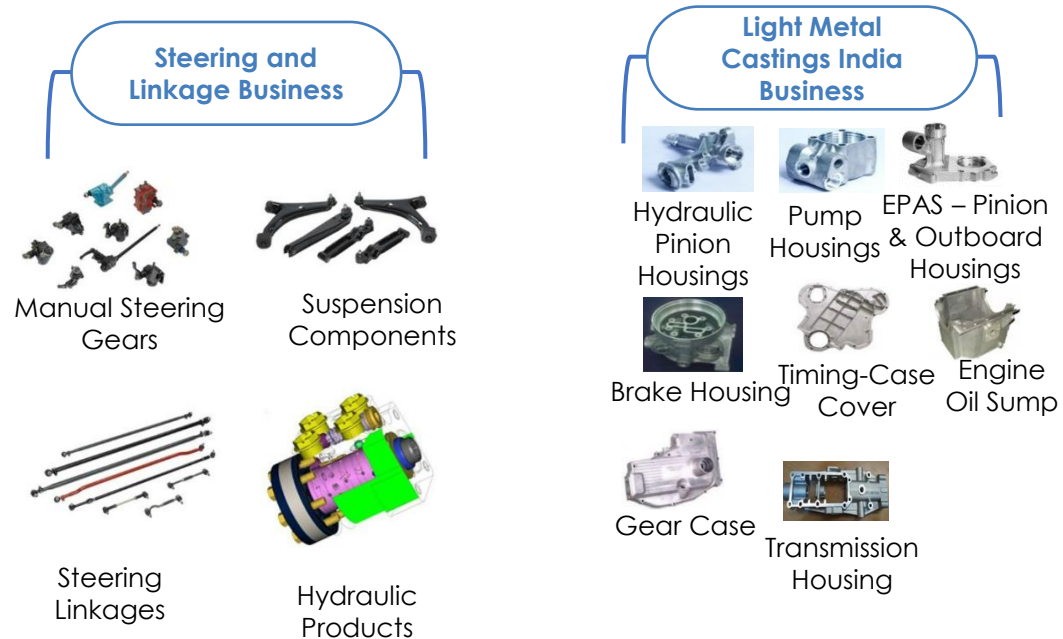 Steering and
Linkage Business
Manual Steering
Gears
Suspension
Components
Steering
Linkages
Hydraulic
Products
Light Metal
Castings India
Business
Hydraulic
Pinion
Housings
Pump
Housings
EPAS – Pinion
& Outboard
Housings
Brake Housing
Timing-Case
Cover
Engine
Oil Sump
Gear Case
Transmission
Housing